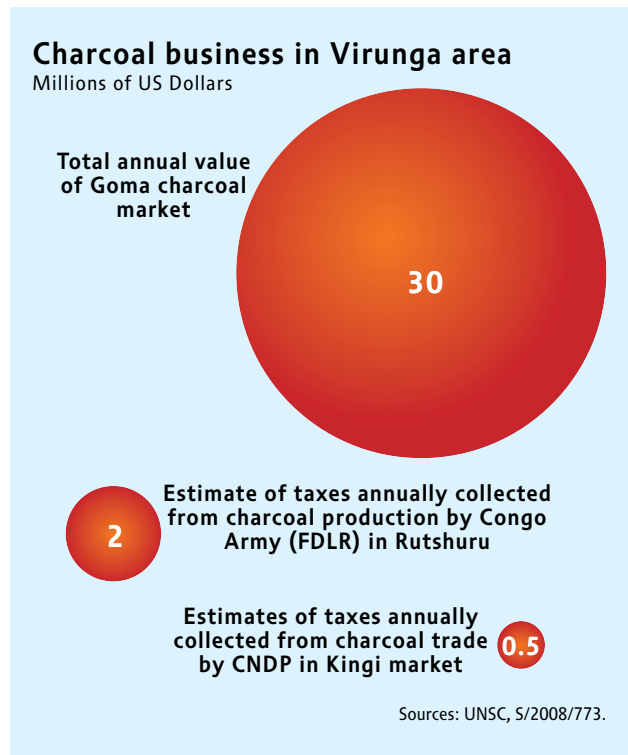 Charcoal business in Virunga area
Millions of US Dollars
Total annual value
of Goma charcoal
market
30
2
Estimate of taxes annually collected
from charcoal production by Congo
Army (FDLR) in Rutshuru
Estimates of taxes annually
collected from charcoal trade
by CNDP in Kingi market
0.5
Sources: UNSC, S/2008/773.